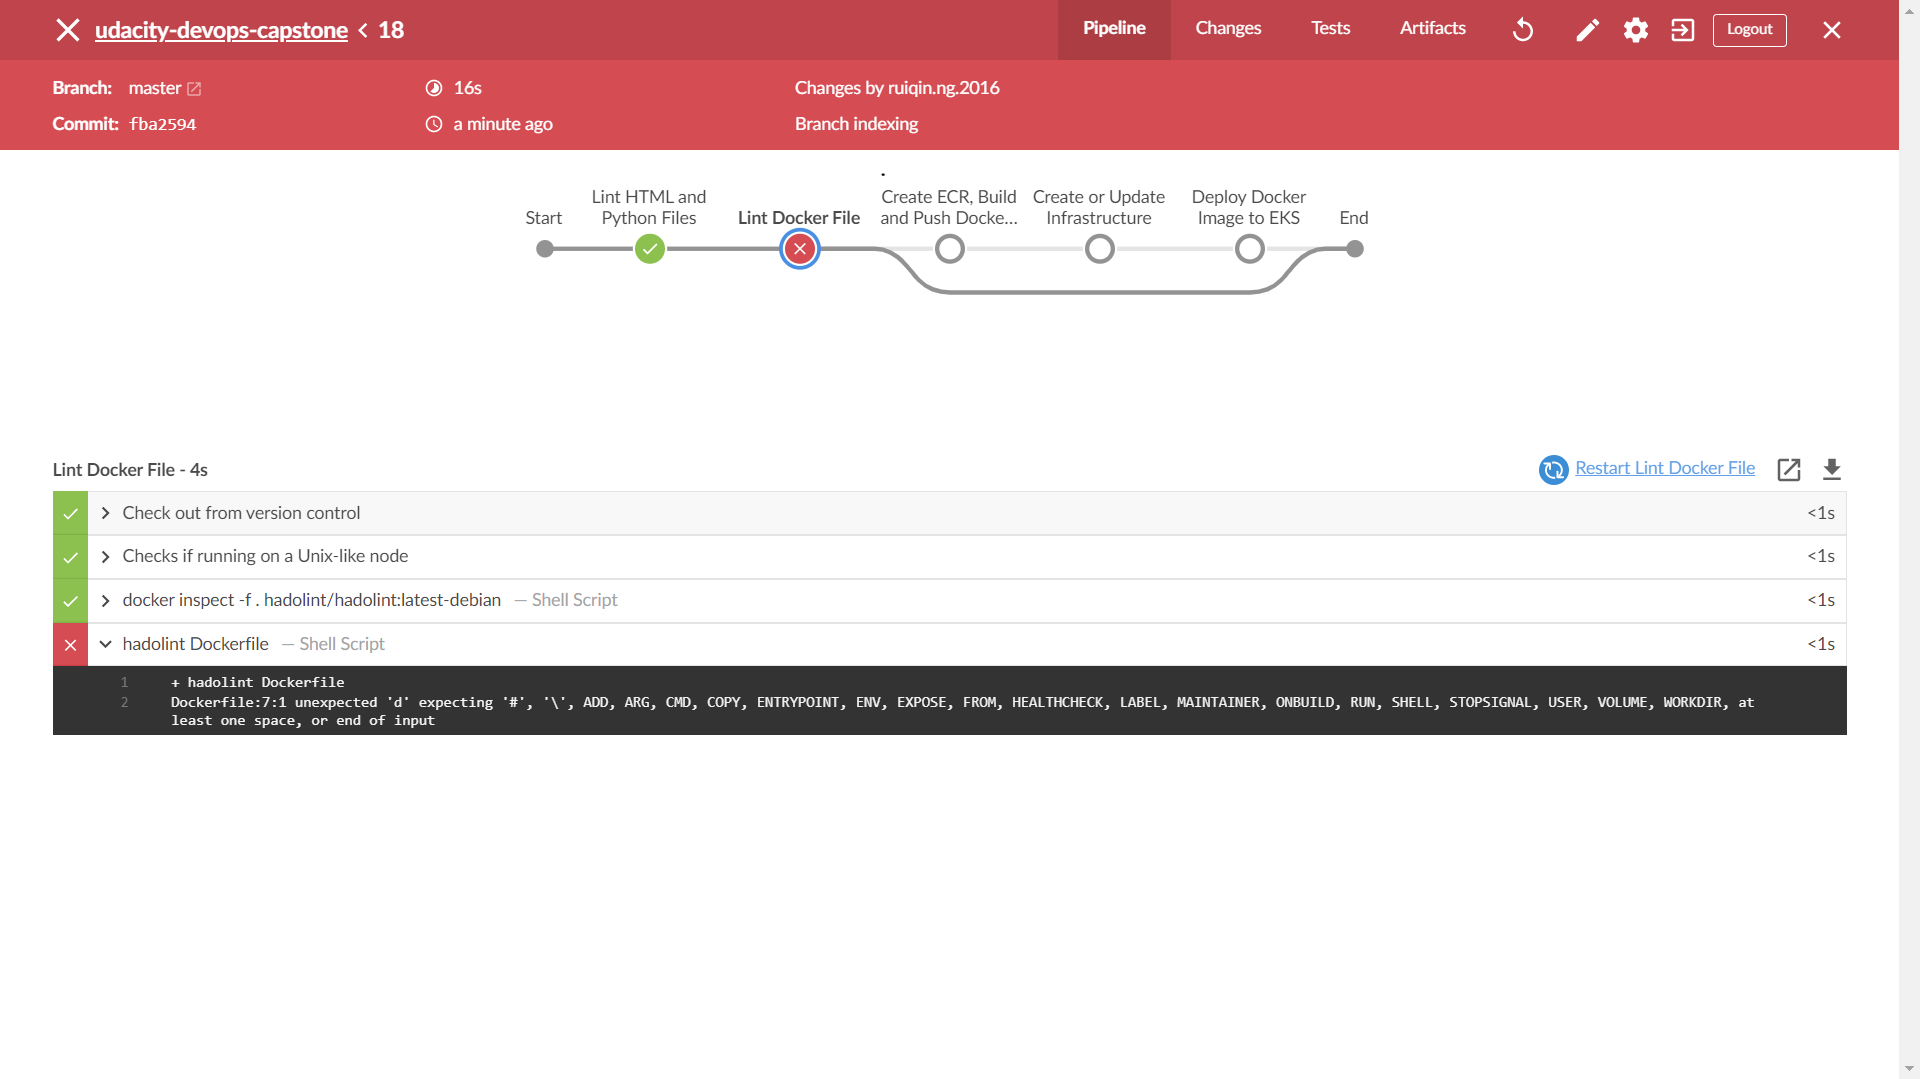 udacity-devops-capstone < 18
Pipeline Changes Tests Artifacts Logout
Branch: master 16s Changes by ruiqin.ng.2016
Commit: fba2594 a minute ago Branch indexing
.
Start
Lint HTML and
Python Files
Lint Docker File
Create ECR, Build
and Push Docke...
Create or Update
Infrastructure
Deploy Docker
Image to EKS
End
Lint Docker File - 4s
Restart Lint Docker File
Check out from version control <1s
Checks if running on a Unix-like node <1s
docker inspect -f . hadolint/hadolint:latest-debian — Shell Script <1s
hadolint Dockerfile — Shell Script <1s
1 + hadolint Dockerfile
2 Dockerfile:7:1 unexpected 'd' expecting '#', '\', ADD, ARG, CMD, COPY, ENTRYPOINT, ENV, EXPOSE, FROM, HEALTHCHECK, LABEL, MAINTAINER, ONBUILD, RUN, SHELL, STOPSIGNAL, USER, VOLUME, WORKDIR, at
least one space, or end of input